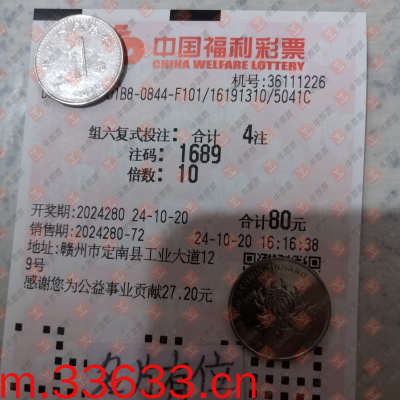 中国福利彩票
CHINA WELFARE LOTTERY
机号:36111226
1B8-0844-F101/16191310/5041C
组六复式投注: 合计 4注
注码: 1689
倍数: 10
开奖期:2024280 24-10-20 合计80元
销售期:2024280-72 24-10-20 16:16:38
地址:赣州市定南县工业大道12
9号
感谢您为公益事业贡献27.20元
m.33633.cn